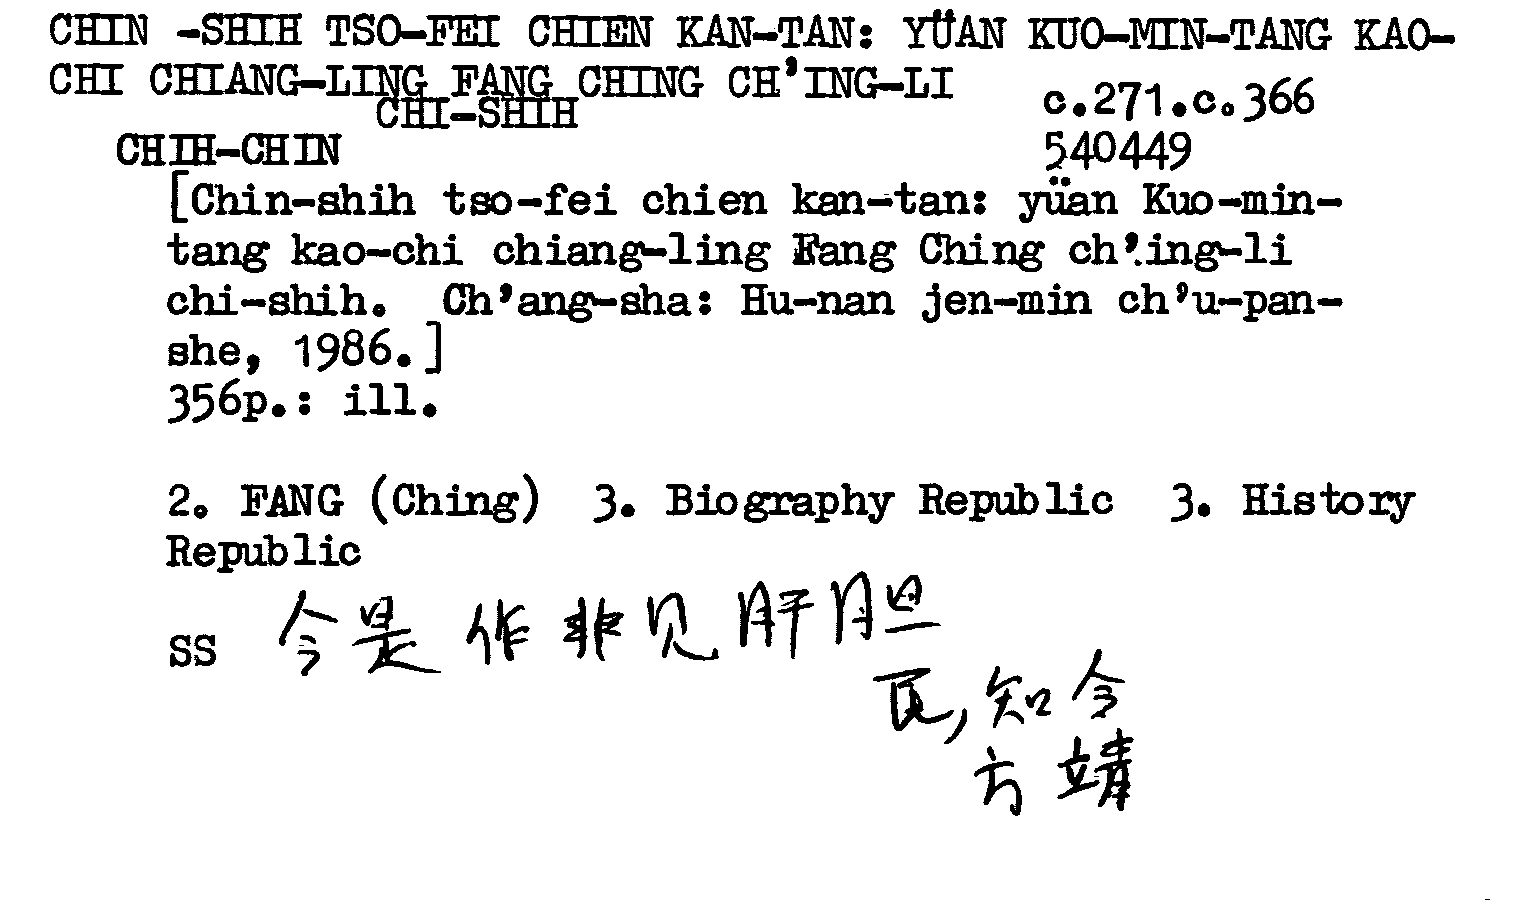 CHIN -SHIH TSO-FEI CHIEN KAN-TAN: YÜAN KUO-MIN-TANG KAO-
CHI CHIANG-LING FANG CHING CH'ING-LI
CHI-SHIH
c.271.c.366
CHIH-CHIN
540449
[Chin-shih tso-fei chien kan-tan: yüan Kuo-min-
tang kao-chi chiang-ling Fang Ching ch'ing-li
chi-shih. Ch'ang-sha: Hu-nan jen-min ch'u-pan-
she, 1986.]
356p.: ill.
2. FANG (Ching) 3. Biography Republic 3. History
Republic
SS 今是作非见肝胆
知今
方靖